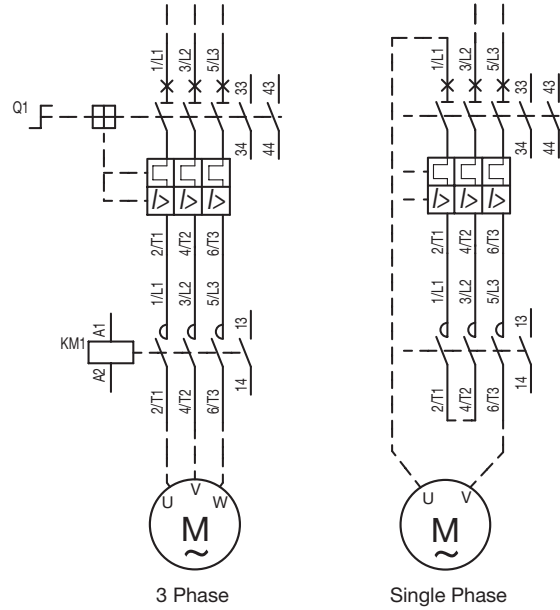 1/L1 3/L2 5/L3 33 43
Q1
34 44
I> I> I>
2/T1 4/T2 6/T3
1/L1 3/L2 5/L3
KM1 A1 13
A2 14
2/T1 4/T2 6/T3
U V W
M
~
3 Phase
1/L1 3/L2 5/L3 33 43
34 44
I> I> I>
2/T1 4/T2 6/T3
1/L1 3/L2 5/L3
13
14
2/T1 4/T2 6/T3
U V
M
~
Single Phase